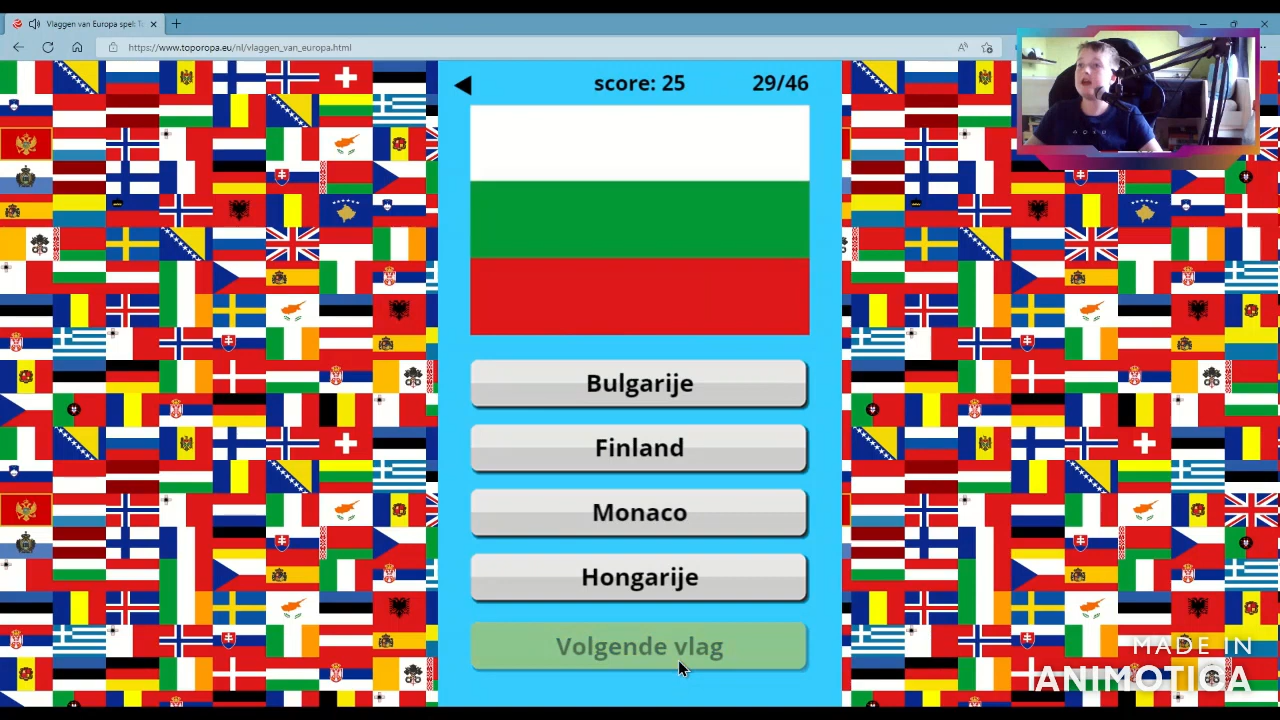 Vlaggen van Europa spel: T
https://www.toporopa.eu/nl/vlaggen_van_europa.html
score: 25
29/46
Bulgarije
Finland
Monaco
Hongarije
Volgende vlag
MADE IN
ANIMOTICA